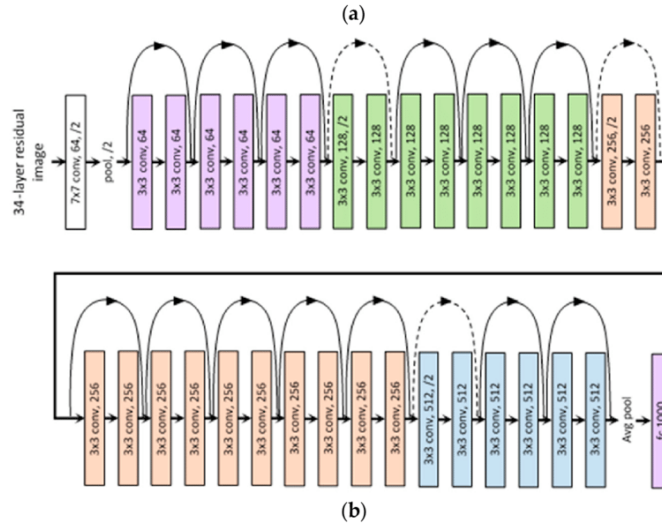 (a)
34-layer residual
image
7x7 conv, 64, /2
pool, /2
3x3 conv, 64
3x3 conv, 64
3x3 conv, 64
3x3 conv, 64
3x3 conv, 64
3x3 conv, 64
3x3 conv, 128, /2
3x3 conv, 128
3x3 conv, 128
3x3 conv, 128
3x3 conv, 128
3x3 conv, 128
3x3 conv, 128
3x3 conv, 128
3x3 conv, 256, /2
3x3 conv, 256
3x3 conv, 256
3x3 conv, 256
3x3 conv, 256
3x3 conv, 256
3x3 conv, 256
3x3 conv, 256
3x3 conv, 256
3x3 conv, 256
3x3 conv, 256
3x3 conv, 256
3x3 conv, 512, /2
3x3 conv, 512
3x3 conv, 512
3x3 conv, 512
3x3 conv, 512
3x3 conv, 512
Avg pool
fc 1000
(b)